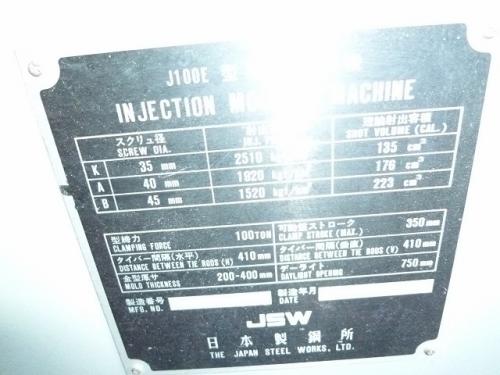 J100E 型
INJECTION MACHINE
スクリュ径 理論射出容積
SCREW DIA. SHOT VOLUME (CAL.)
K 35 mm 2510 135 cm³
A 40 mm 1920 176 cm³
B 45 mm 1520 223 cm³
型締力 100TON 可動盤ストローク 350mm
CLAMPING FORCE CLAMP STROKE (MAX.)
タイバー間隔(水平) 410mm タイバー間隔(垂直) 410mm
DISTANCE BETWEEN TIE RODS (H) DISTANCE BETWEEN TIE RODS (V)
金型厚サ 200-400mm デーライト 750mm
MOLD THICKNESS DAYLIGHT OPENING
製造番号 製造年月
MFG. NO. DATE
JSW
日本製鋼所
THE JAPAN STEEL WORKS, LTD.